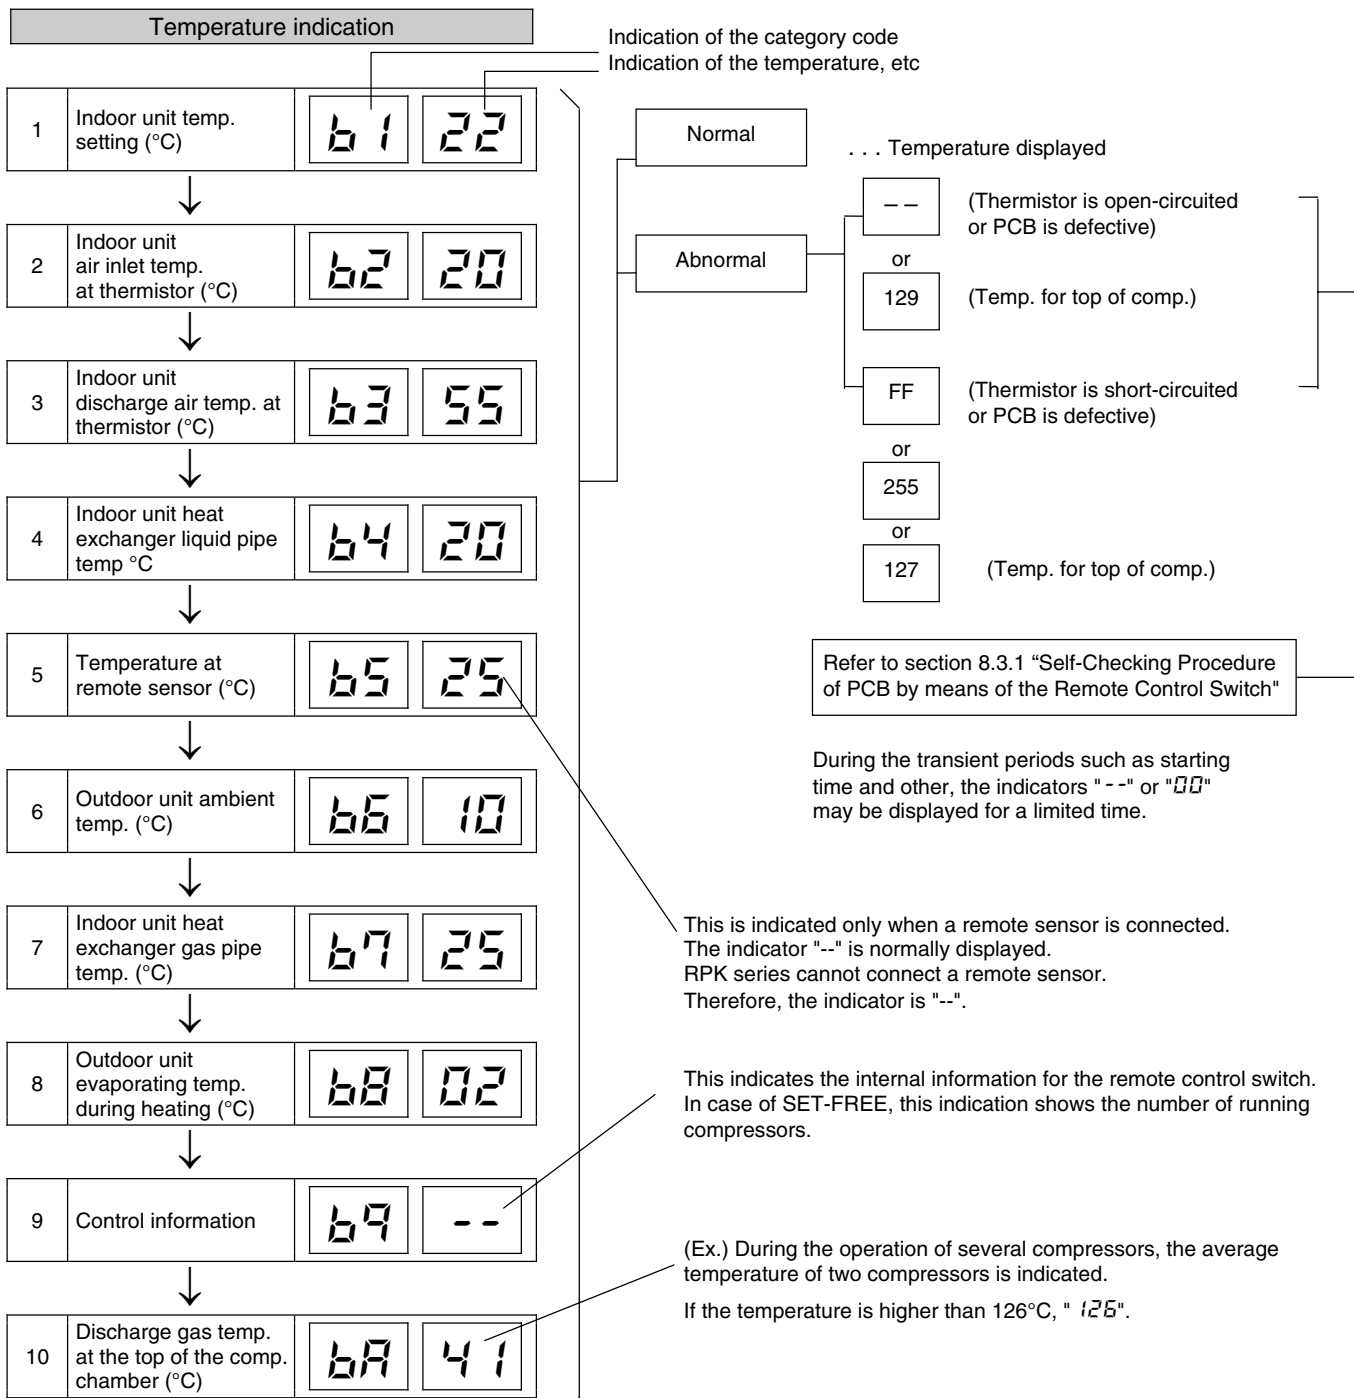 Temperature indication
Indication of the category code
Indication of the temperature, etc
1
Indoor unit temp.
setting (°C)
b1 22
2
Indoor unit
air inlet temp.
at thermistor (°C)
b2 20
3
Indoor unit
discharge air temp. at
thermistor (°C)
b3 55
4
Indoor unit heat
exchanger liquid pipe
temp °C
b4 20
5
Temperature at
remote sensor (°C)
b5 25
6
Outdoor unit ambient
temp. (°C)
b6 10
7
Indoor unit heat
exchanger gas pipe
temp. (°C)
b7 25
8
Outdoor unit
evaporating temp.
during heating (°C)
b8 02
9
Control information
b9 --
10
Discharge gas temp.
at the top of the comp.
chamber (°C)
bA 41
Normal
. . . Temperature displayed
Abnormal
– –
(Thermistor is open-circuited
or PCB is defective)
or
129
(Temp. for top of comp.)
FF
(Thermistor is short-circuited
or PCB is defective)
or
255
or
127
(Temp. for top of comp.)
Refer to section 8.3.1 “Self-Checking Procedure
of PCB by means of the Remote Control Switch"
During the transient periods such as starting
time and other, the indicators "--" or "00"
may be displayed for a limited time.
This is indicated only when a remote sensor is connected.
The indicator "--" is normally displayed.
RPK series cannot connect a remote sensor.
Therefore, the indicator is "--".
This indicates the internal information for the remote control switch.
In case of SET-FREE, this indication shows the number of running
compressors.
(Ex.) During the operation of several compressors, the average
temperature of two compressors is indicated.
If the temperature is higher than 126°C, " 126".